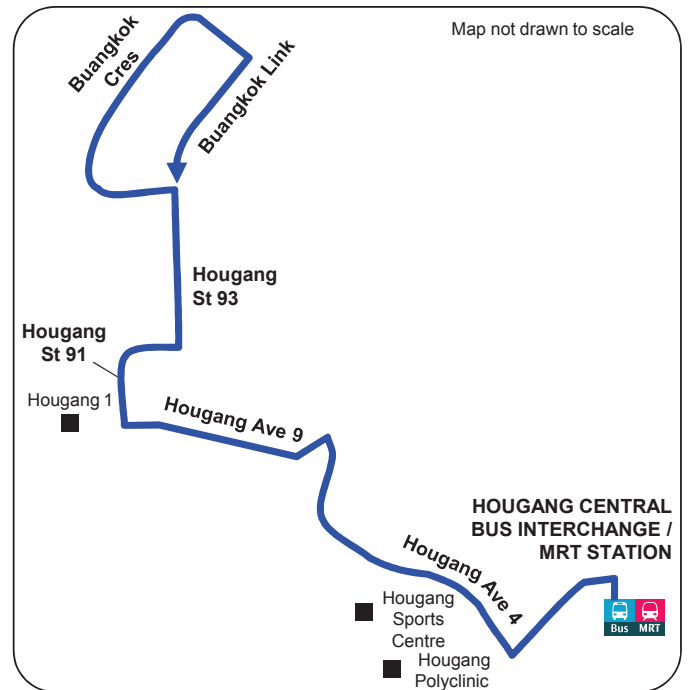 Map not drawn to scale
Buangkok
Cres
Buangkok Link
Hougang
St 93
Hougang
St 91
Hougang 1
Hougang Ave 9
HOUGANG CENTRAL
BUS INTERCHANGE /
MRT STATION
Hougang Ave 4
Hougang
Sports
Centre
Bus MRT
Hougang
Polyclinic